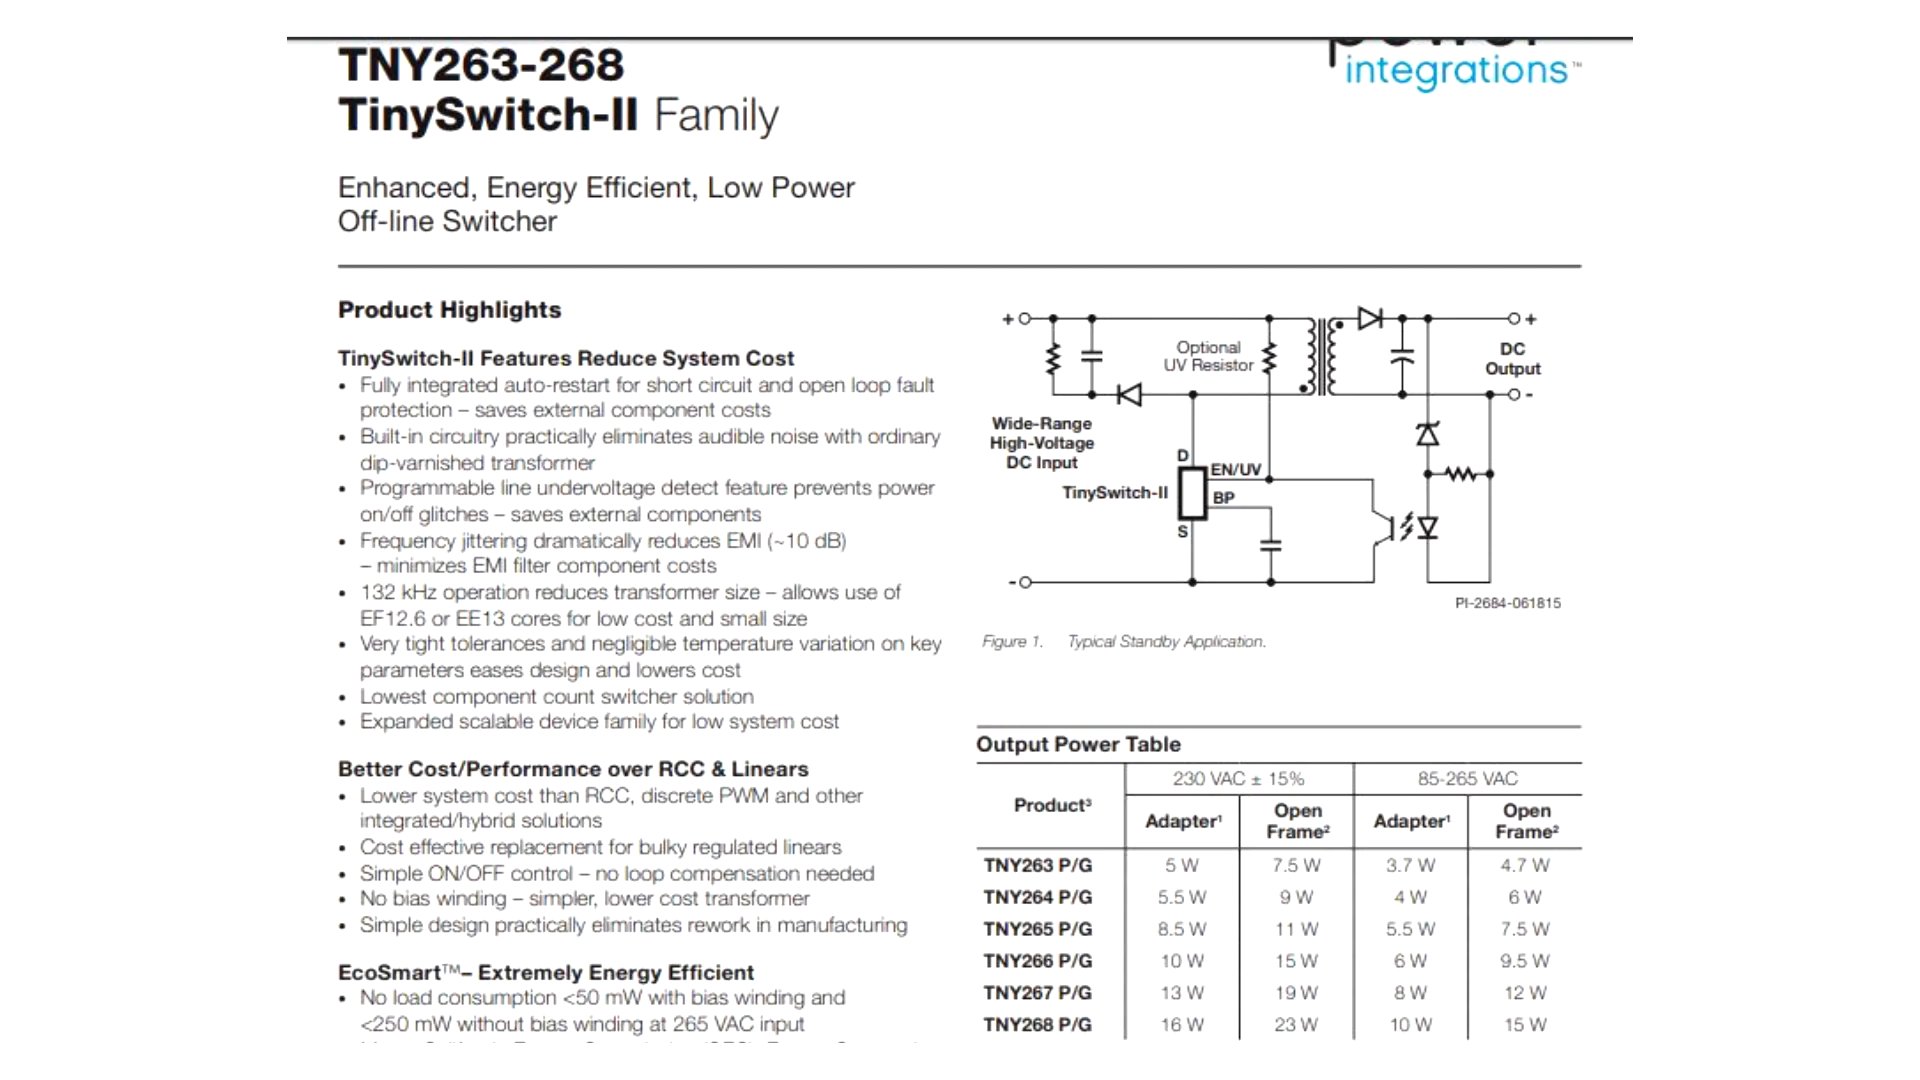 TNY263-268
TinySwitch-II Family
integrations™
Enhanced, Energy Efficient, Low Power
Off-line Switcher
Product Highlights
TinySwitch-II Features Reduce System Cost
• Fully integrated auto-restart for short circuit and open loop fault
protection – saves external component costs
• Built-in circuitry practically eliminates audible noise with ordinary
dip-varnished transformer
• Programmable line undervoltage detect feature prevents power
on/off glitches – saves external components
• Frequency jittering dramatically reduces EMI (~10 dB)
– minimizes EMI filter component costs
• 132 kHz operation reduces transformer size – allows use of
EF12.6 or EE13 cores for low cost and small size
• Very tight tolerances and negligible temperature variation on key
parameters eases design and lowers cost
• Lowest component count switcher solution
• Expanded scalable device family for low system cost
Better Cost/Performance over RCC & Linears
• Lower system cost than RCC, discrete PWM and other
integrated/hybrid solutions
• Cost effective replacement for bulky regulated linears
• Simple ON/OFF control – no loop compensation needed
• No bias winding – simpler, lower cost transformer
• Simple design practically eliminates rework in manufacturing
EcoSmart™– Extremely Energy Efficient
• No load consumption <50 mW with bias winding and
<250 mW without bias winding at 265 VAC input
+ +
Optional
UV Resistor
DC
Output
-
Wide-Range
High-Voltage
DC Input
D
EN/UV
TinySwitch-II
BP
S
-
PI-2684-061815
Figure 1. Typical Standby Application.
Output Power Table
Product³ 230 VAC ± 15% 85-265 VAC
Adapter¹ Open Frame² Adapter¹ Open Frame²
TNY263 P/G 5 W 7.5 W 3.7 W 4.7 W
TNY264 P/G 5.5 W 9 W 4 W 6 W
TNY265 P/G 8.5 W 11 W 5.5 W 7.5 W
TNY266 P/G 10 W 15 W 6 W 9.5 W
TNY267 P/G 13 W 19 W 8 W 12 W
TNY268 P/G 16 W 23 W 10 W 15 W